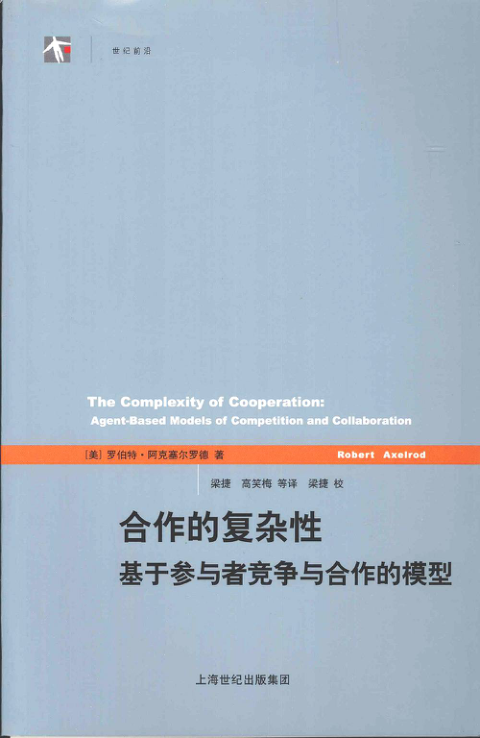 世纪前沿
The Complexity of Cooperation:
Agent-Based Models of Competition and Collaboration
[美] 罗伯特·阿克塞尔罗德 著
Robert Axelrod
梁捷 高笑梅 等译 梁捷 校
合作的复杂性
基于参与者竞争与合作的模型
上海世纪出版集团